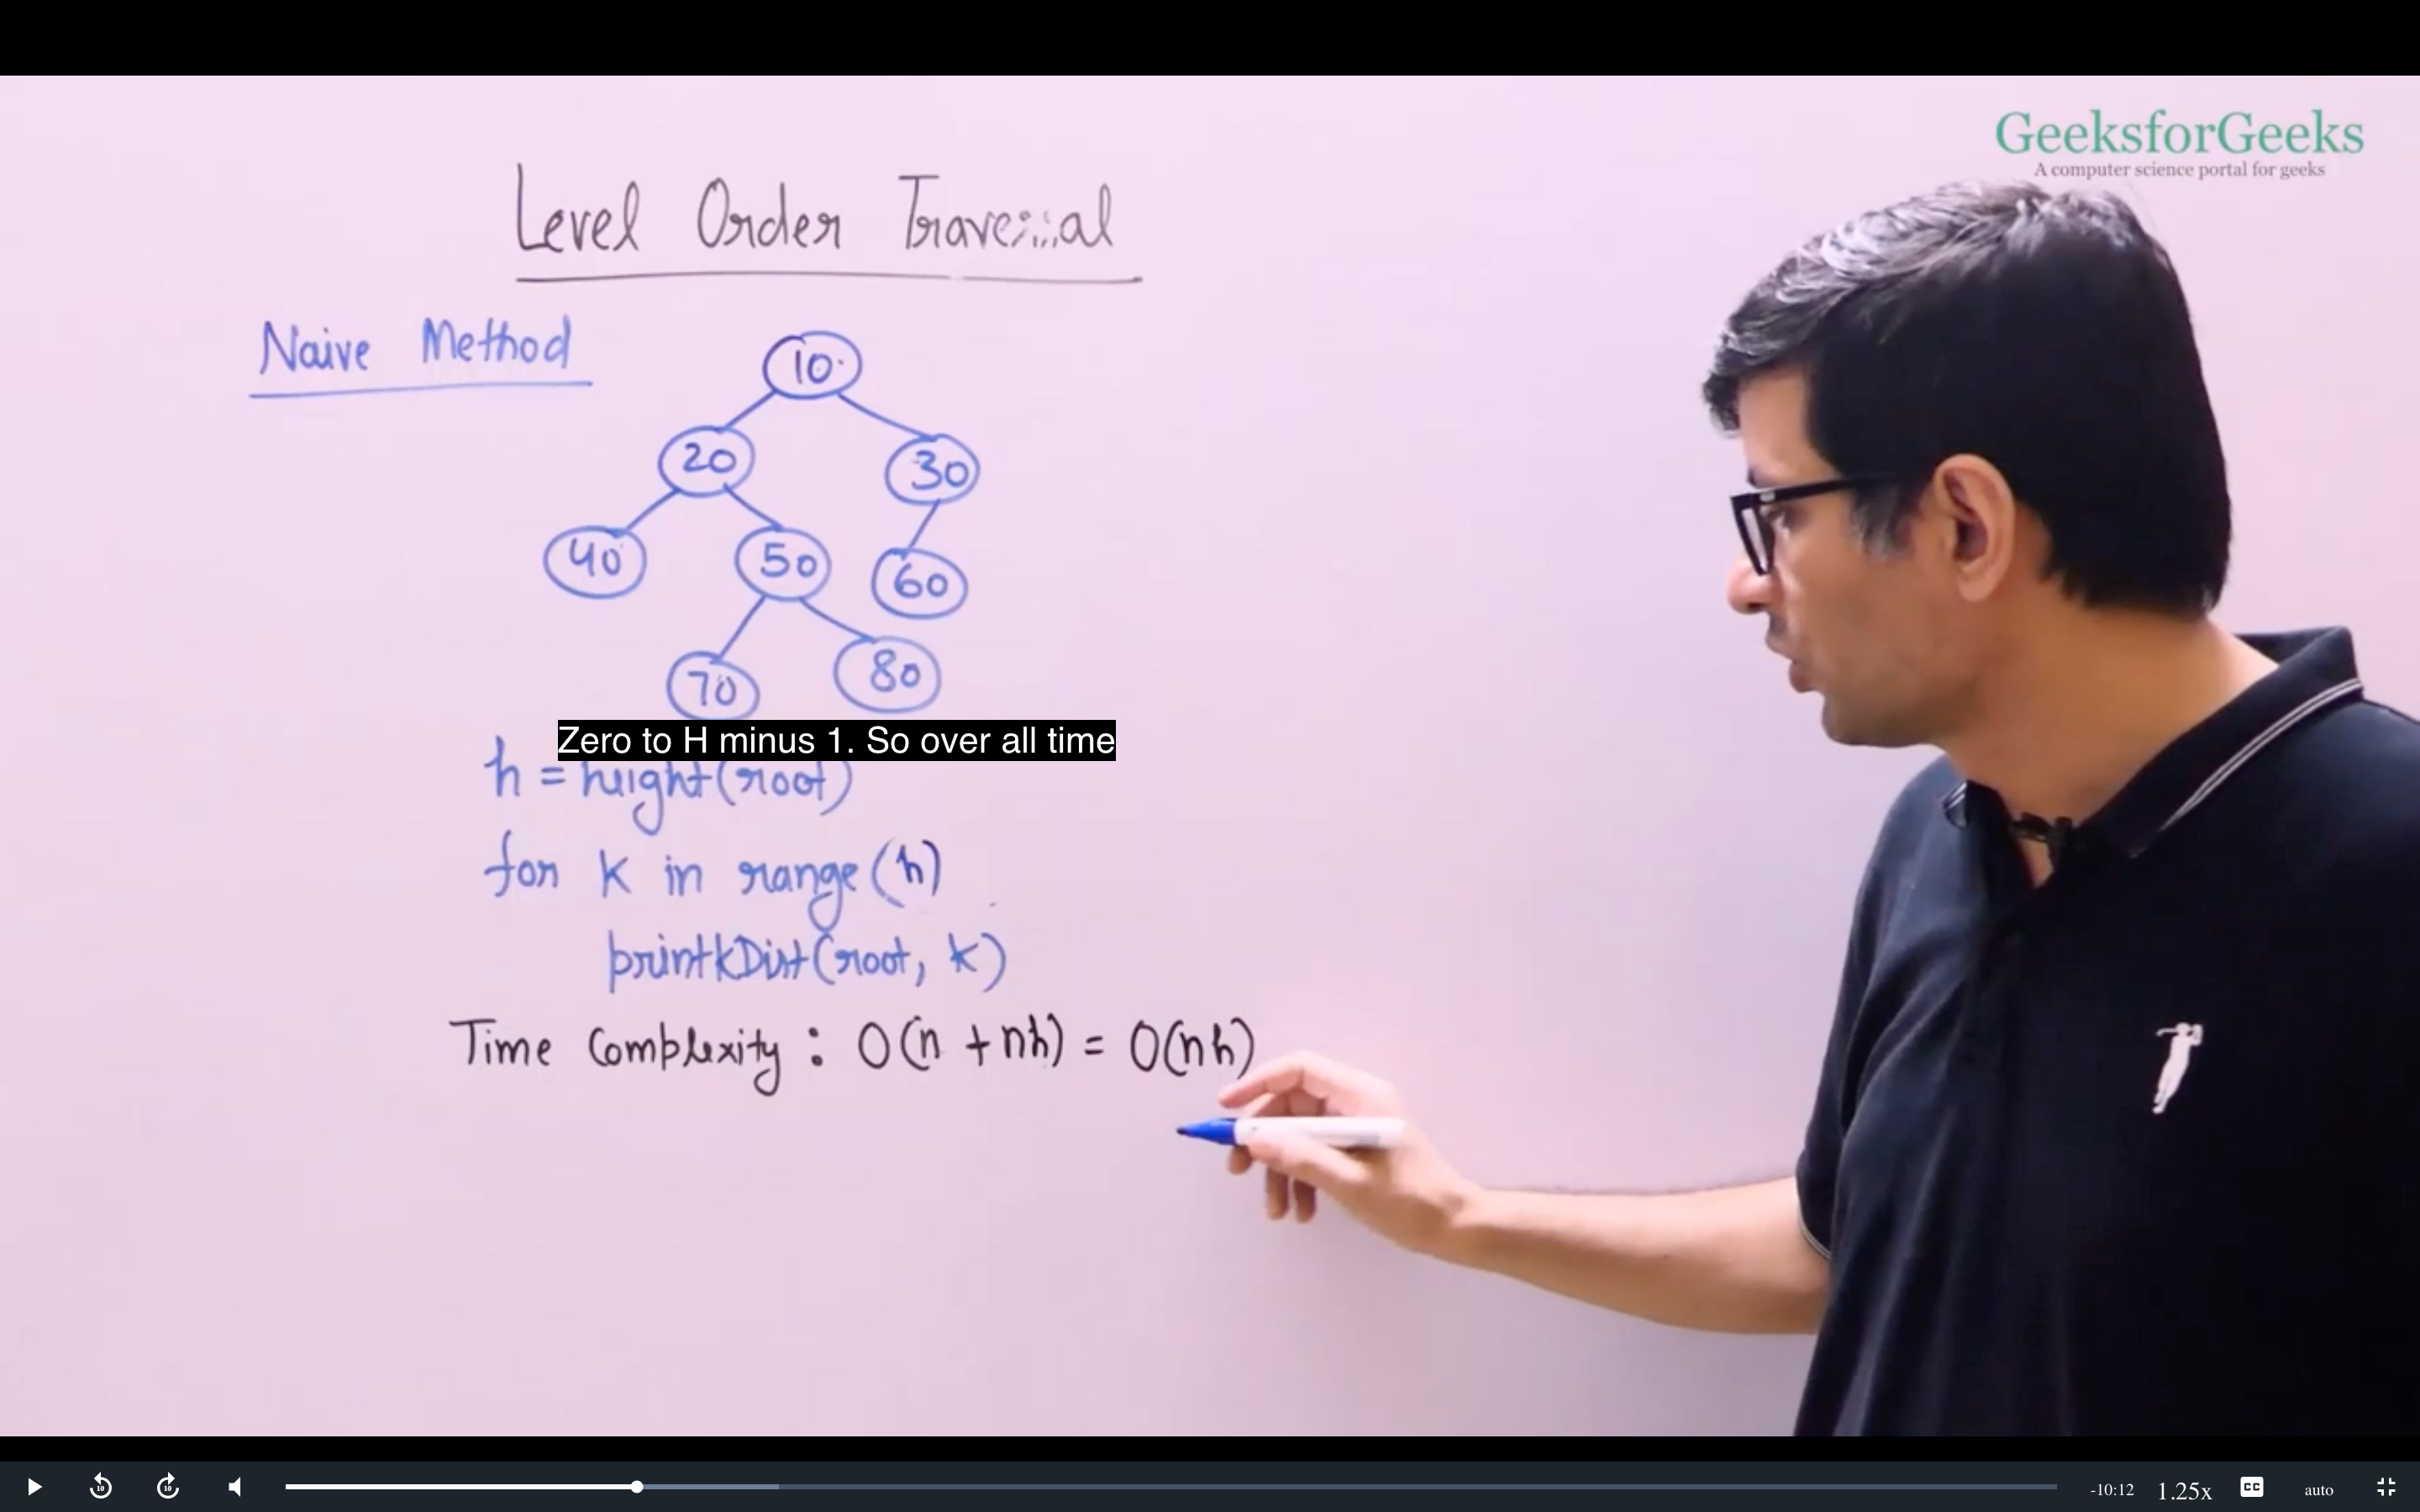 GeeksforGeeks
A computer science portal for geeks
Level Order Traversal
Naive Method
10
20 30
40 50 60
70 80
Zero to H minus 1. So over all time
h = height(root)
for k in range(h)
printkDist(root, k)
Time Complexity : O(n + nh) = O(nh)
10 10 -10:12 1.25x CC auto